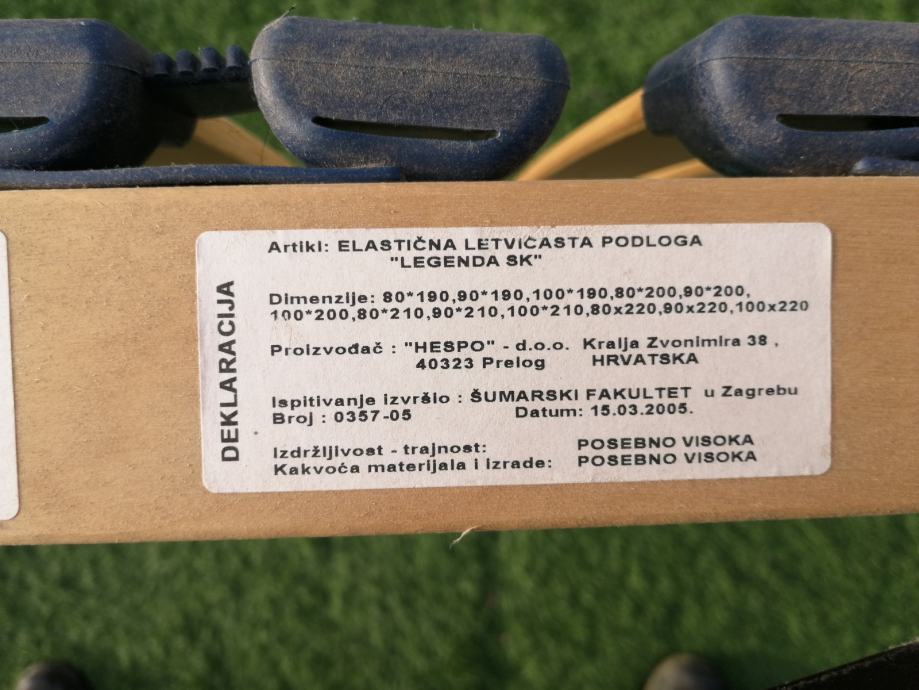 DEKLARACIJA
Artikl: ELASTIČNA LETVIČASTA PODLOGA
"LEGENDA SK"
Dimenzije: 80*190,90*190,100*190,80*200,90*200,
100*200,80*210,90*210,100*210,80x220,90x220,100x220
Proizvođač : "HESPO" - d.o.o. Kralja Zvonimira 38 ,
40323 Prelog HRVATSKA
Ispitivanje izvršio : ŠUMARSKI FAKULTET u Zagrebu
Broj : 0357-05 Datum: 15.03.2005.
Izdržljivost - trajnost: POSEBNO VISOKA
Kakvoća materijala i izrade: POSEBNO VISOKA